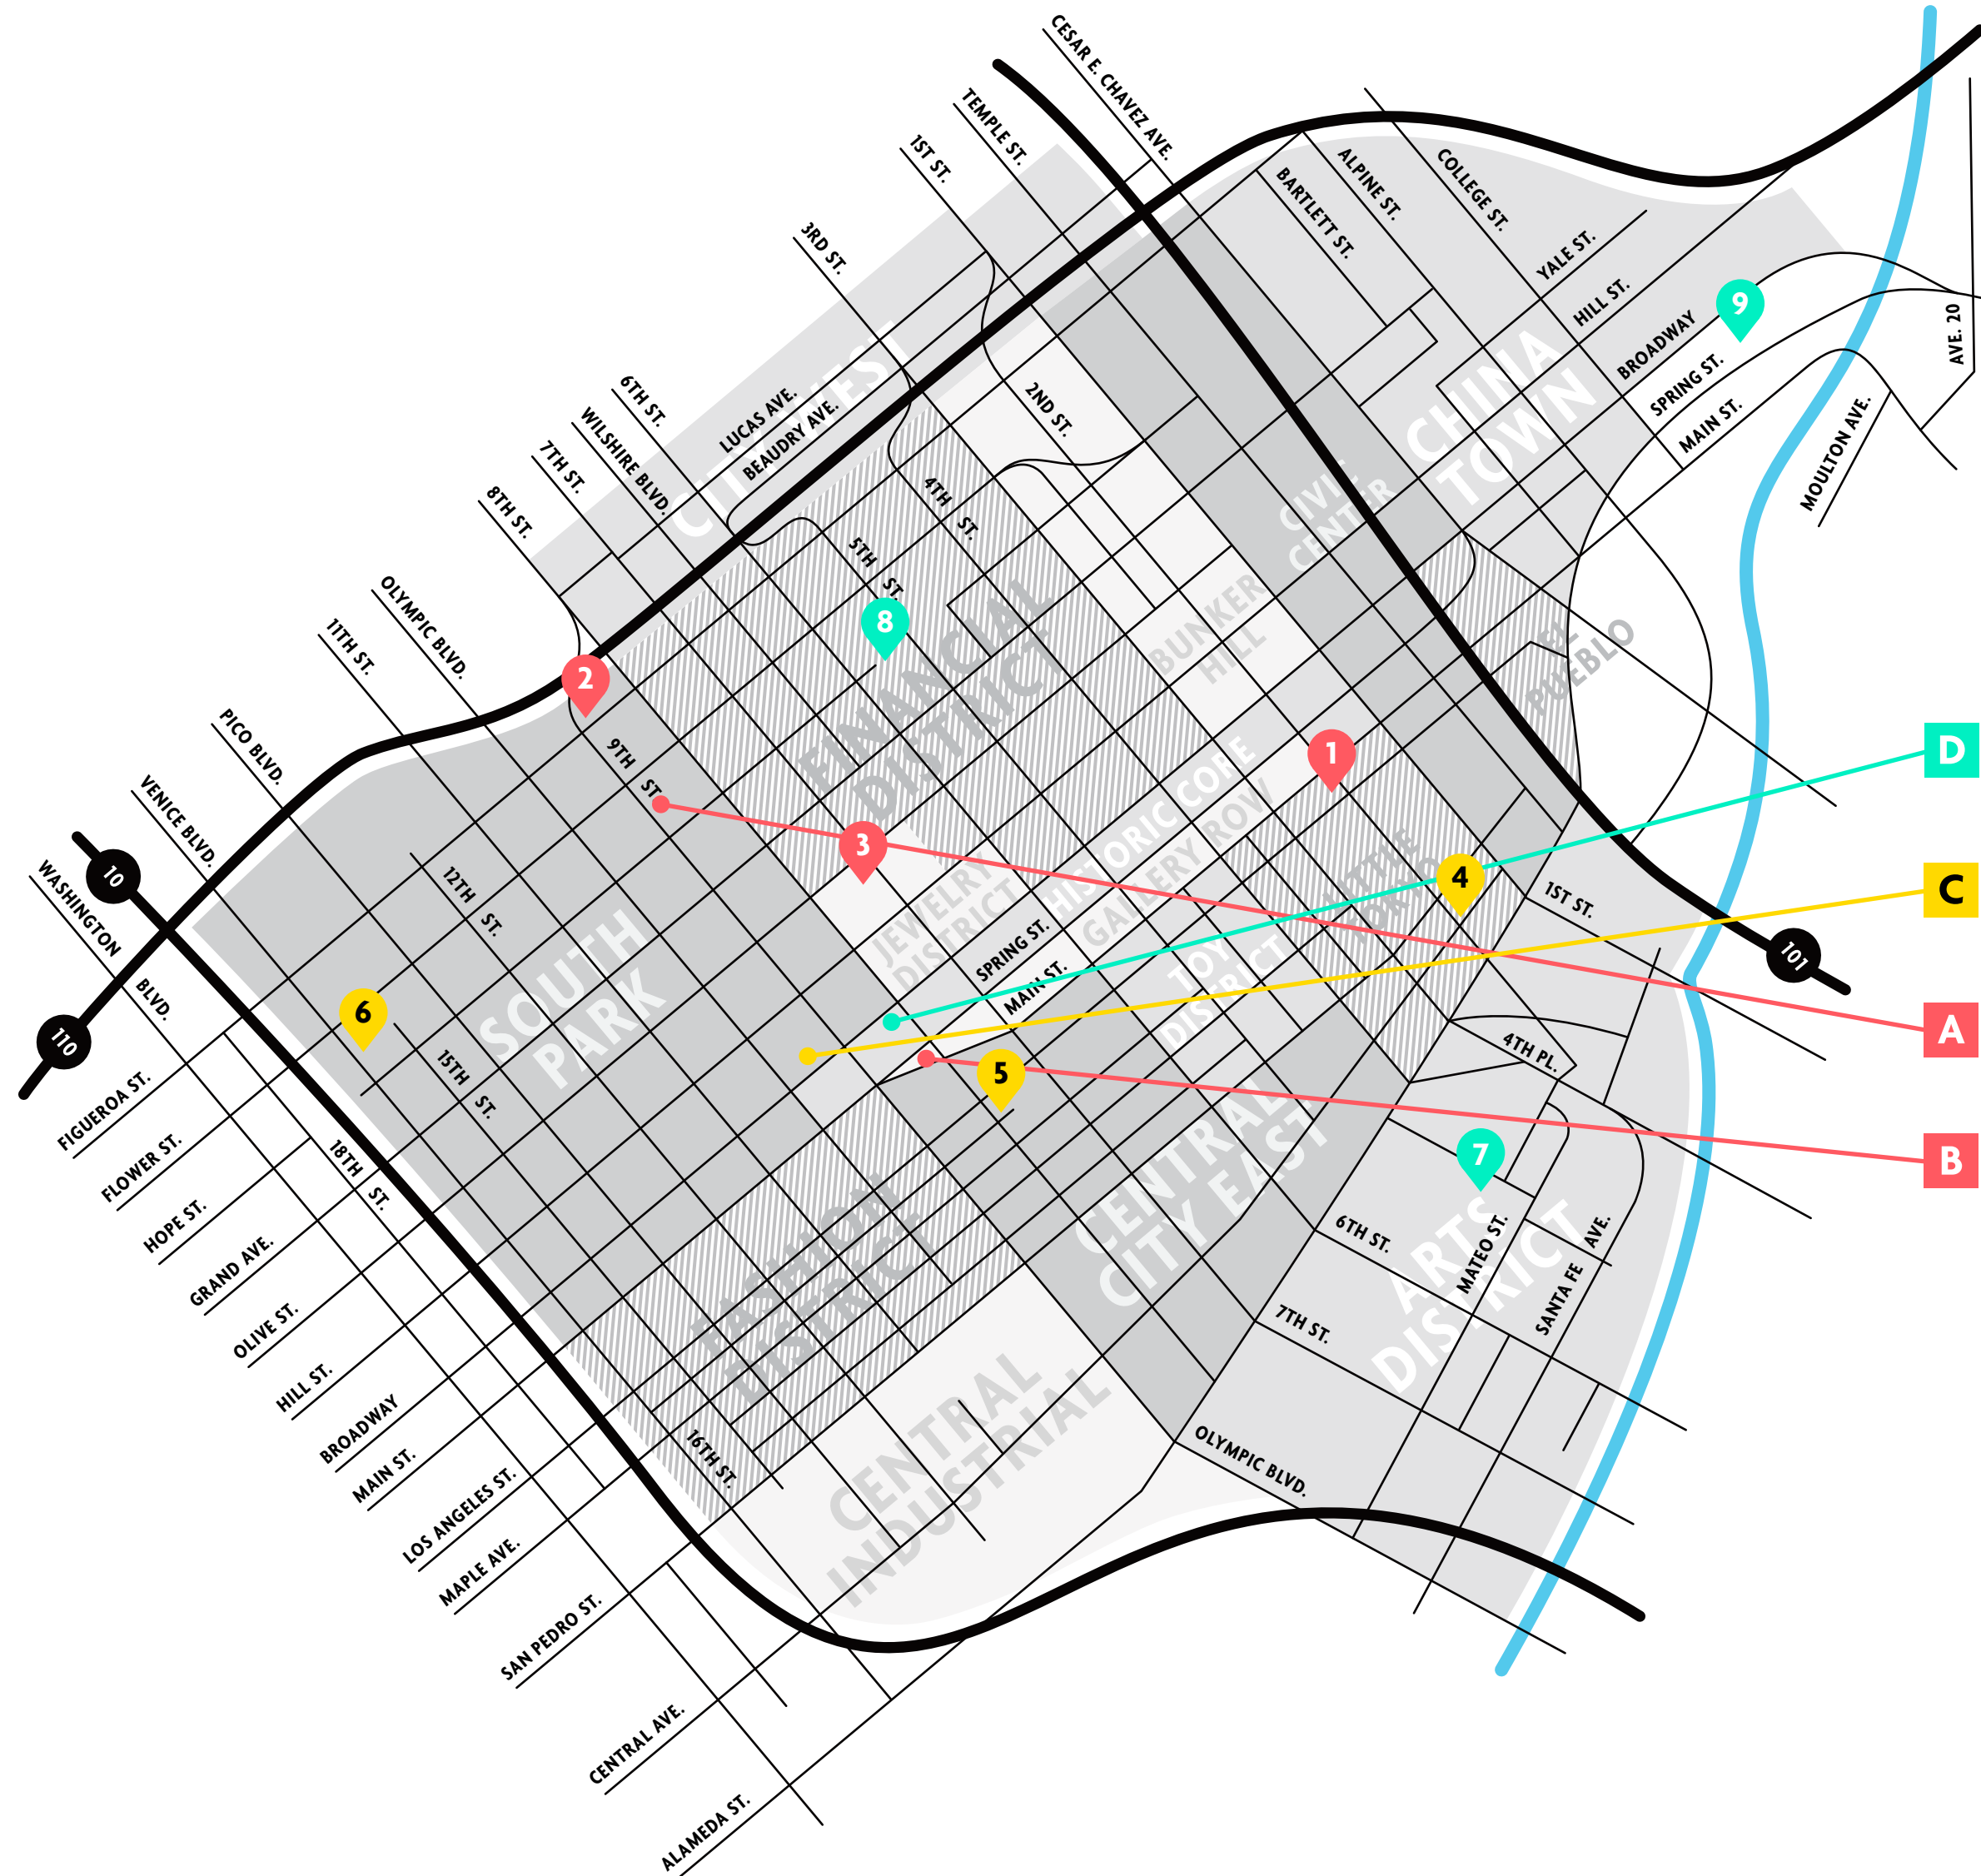 CESAR E. CHAVEZ AVE.
TEMPLE ST.
1ST ST.
3RD ST.
BARTLETT ST.
ALPINE ST.
COLLEGE ST.
YALE ST.
HILL ST.
BROADWAY
SPRING ST.
MAIN ST.
9
AVE. 20
MOULTON AVE.
CHINA
TOWN
6TH ST.
WILSHIRE BLVD.
7TH ST.
8TH ST.
LUCAS AVE.
BEAUDRY AVE.
CITY WEST
2ND ST.
4TH ST.
5TH ST.
CIVIC
CENTER
BUNKER
HILL
EL
PUEBLO
8
FINANCIAL
DISTRICT
OLYMPIC BLVD.
11TH ST.
2
9TH ST.
PICO BLVD.
VENICE BLVD.
WASHINGTON BLVD.
10
110
3
1
HISTORIC CORE
GALLERY ROW
JEWELRY
DISTRICT
SPRING ST.
MAIN ST.
LITTLE
TOKYO
4
TOY
DISTRICT
1ST ST.
101
D
C
A
B
12TH ST.
SOUTH
PARK
6
15TH ST.
18TH ST.
5
4TH PL.
7
CENTRAL
CITY EAST
ARTS
DISTRICT
6TH ST.
7TH ST.
MATEO ST.
SANTA FE AVE.
OLYMPIC BLVD.
FASHION
DISTRICT
CENTRAL
INDUSTRIAL
16TH ST.
FIGUEROA ST.
FLOWER ST.
HOPE ST.
GRAND AVE.
OLIVE ST.
HILL ST.
BROADWAY
MAIN ST.
LOS ANGELES ST.
MAPLE AVE.
SAN PEDRO ST.
CENTRAL AVE.
ALAMEDA ST.